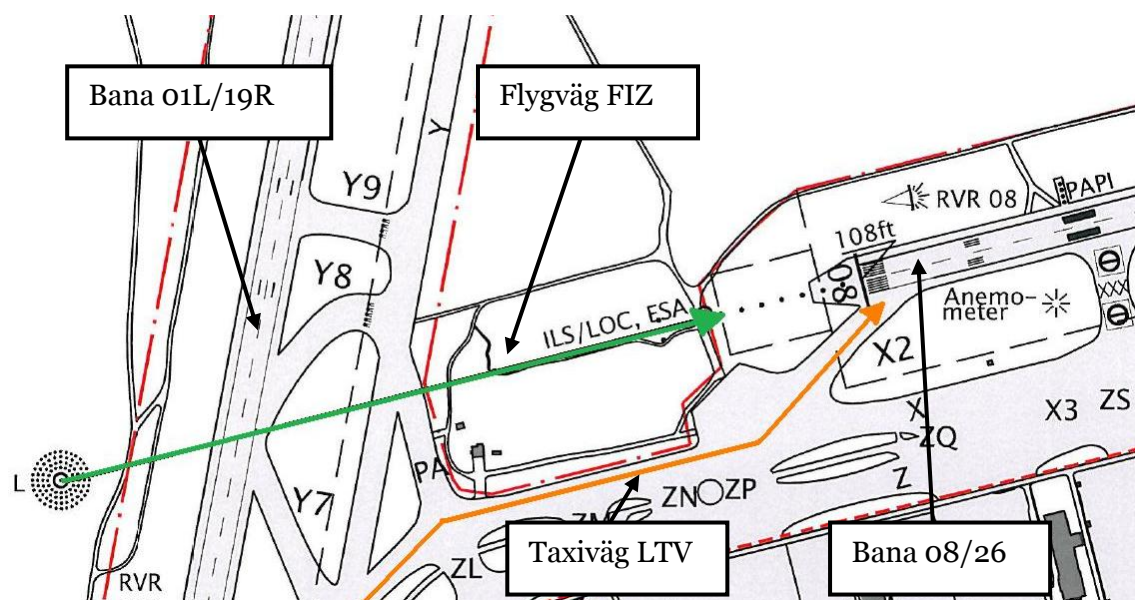 Bana 01L/19R
Flygväg FIZ
Y
Y9
PAPI
RVR 08
108ft
Y8
08
ILS/LOC, ESA
Anemo-
meter
X2
X
X3
ZS
ZQ
L
PA
Z
Y7
ZN
ZP
ZL
RVR
Taxiväg LTV
Bana 08/26